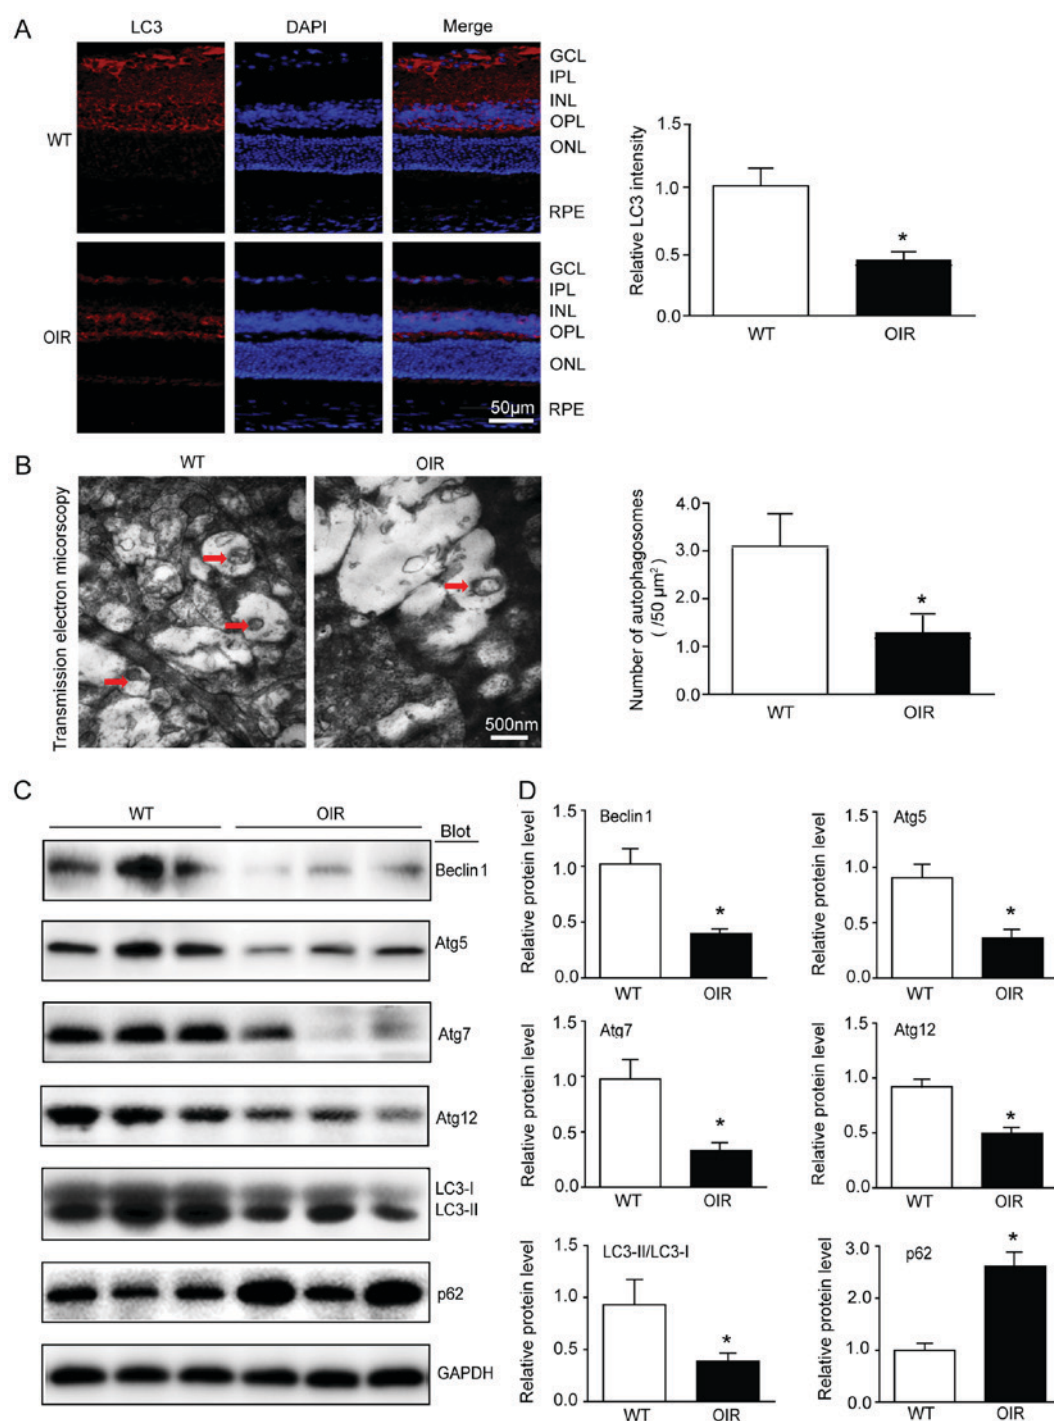 A
LC3 DAPI Merge
WT
GCL
IPL
INL
OPL
ONL
RPE
OIR
GCL
IPL
INL
OPL
ONL
RPE
50µm
Relative LC3 intensity
1.5
1.0
0.5
0.0
WT OIR
*
B
WT OIR
Transmission electron micorscopy
500nm
Number of autophagosomes
( /50 µm²)
4.0
3.0
2.0
1.0
0.0
WT OIR
*
C
WT OIR
Blot
Beclin1
Atg5
Atg7
Atg12
LC3-I
LC3-II
p62
GAPDH
D
Beclin1
Relative protein level
1.5
1.0
0.5
0.0
WT OIR
*
Atg5
Relative protein level
1.5
1.0
0.5
0.0
WT OIR
*
Atg7
Relative protein level
1.5
1.0
0.5
0.0
WT OIR
*
Atg12
Relative protein level
1.5
1.0
0.5
0.0
WT OIR
*
LC3-II/LC3-I
Relative protein level
1.5
1.0
0.5
0.0
WT OIR
*
p62
Relative protein level
3.0
2.0
1.0
0.0
WT OIR
*